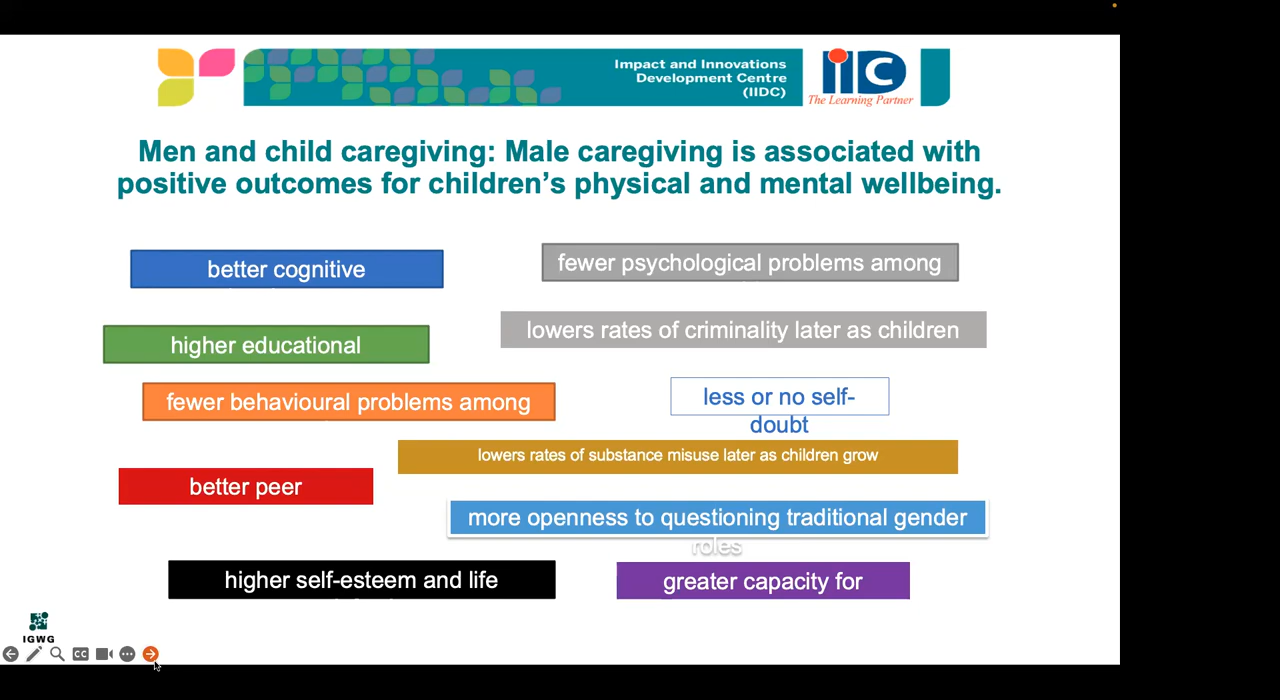 Impact and Innovations
Development Centre
(IIDC)
IIDC
The Learning Partner
Men and child caregiving: Male caregiving is associated with
positive outcomes for children’s physical and mental wellbeing.
better cognitive
fewer psychological problems among
higher educational
lowers rates of criminality later as children
fewer behavioural problems among
less or no self-
doubt
lowers rates of substance misuse later as children grow
better peer
more openness to questioning traditional gender
roles
higher self-esteem and life
greater capacity for
IGWG
CC